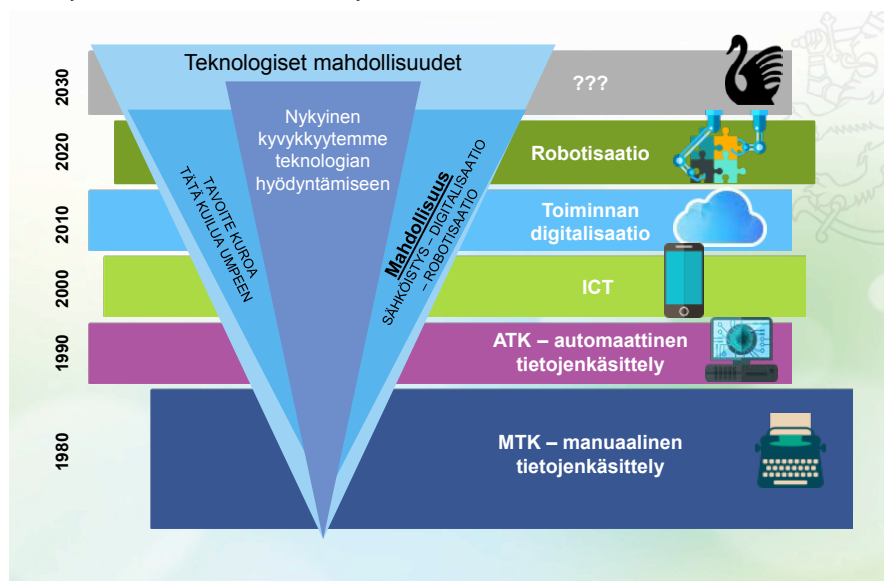 Teknologiset mahdollisuudet
Nykyinen
kyvykkyytemme
teknologian
hyödyntämiseen
TAVOITE KUROA
TÄTÄ KUILUA UMPEEN
Mahdollisuus
SÄHKÖISTYS – DIGITALISAATIO
– ROBOTISAATIO
2030
???
2020
Robotisaatio
2010
Toiminnan
digitalisaatio
2000
ICT
1990
ATK – automaattinen
tietojenkäsittely
1980
MTK – manuaalinen
tietojenkäsittely